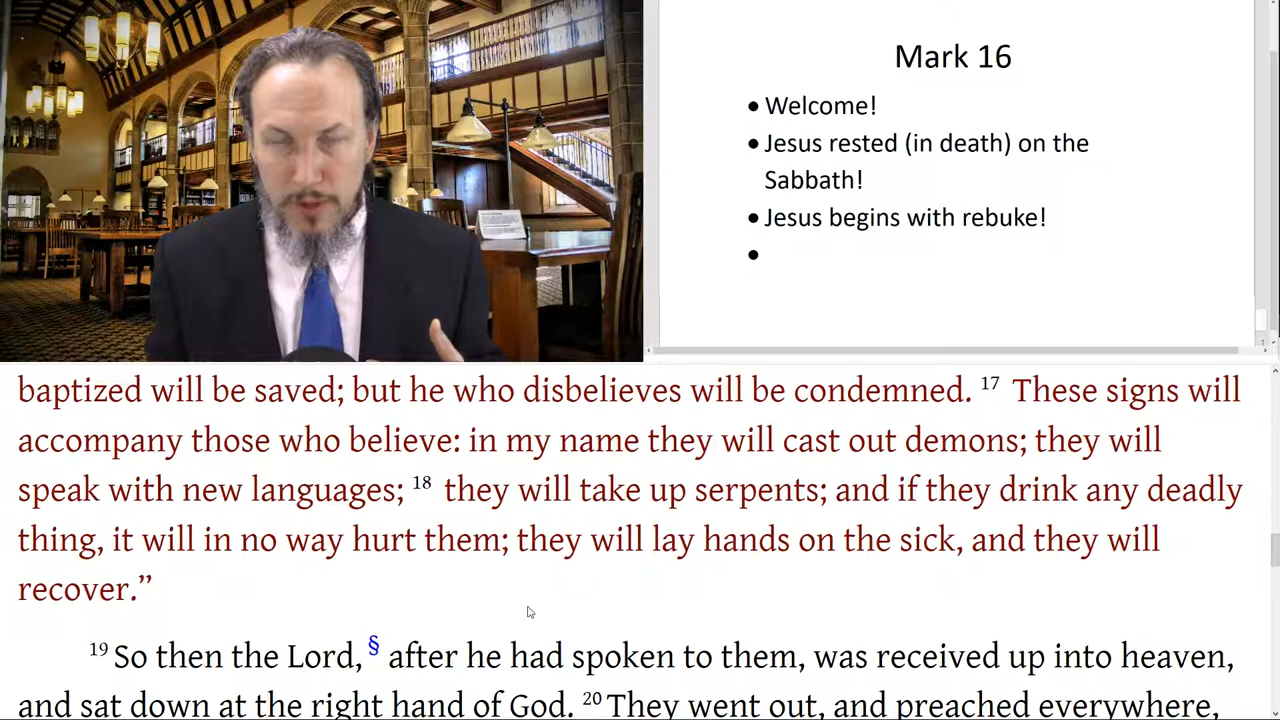 Mark 16
• Welcome!
• Jesus rested (in death) on the
Sabbath!
• Jesus begins with rebuke!
•
baptized will be saved; but he who disbelieves will be condemned. 17 These signs will
accompany those who believe: in my name they will cast out demons; they will
speak with new languages; 18 they will take up serpents; and if they drink any deadly
thing, it will in no way hurt them; they will lay hands on the sick, and they will
recover.”
19 So then the Lord,§ after he had spoken to them, was received up into heaven,
and sat down at the right hand of God. 20 They went out, and preached everywhere,